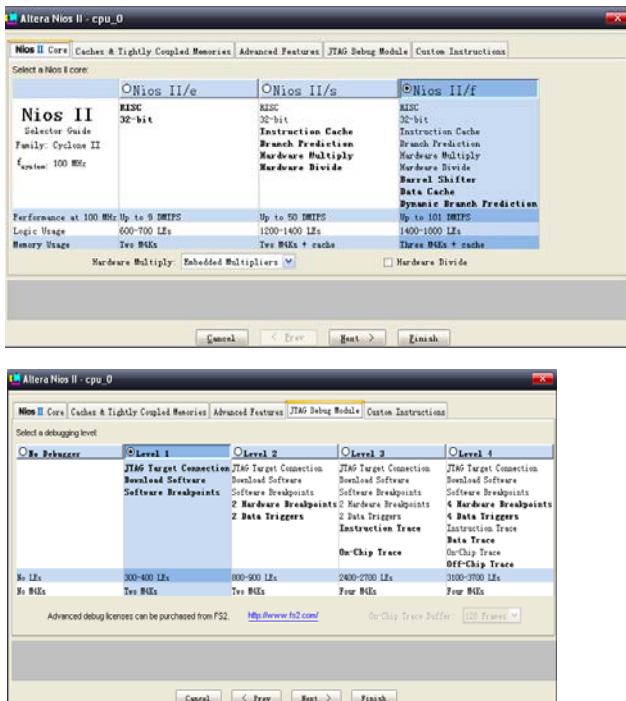 Altera Nios II - cpu_0
Nios II Core Caches & Tightly Coupled Memories Advanced Features JTAG Debug Module Custom Instructions
Select a Nios II core:
Nios II/e Nios II/s Nios II/f
Nios II
Selector Guide
Family: Cyclone II
fsystem: 100 MHz
RISC
32-bit
RISC
32-bit
Instruction Cache
Branch Prediction
Hardware Multiply
Hardware Divide
RISC
32-bit
Instruction Cache
Branch Prediction
Hardware Multiply
Hardware Divide
Barrel Shifter
Data Cache
Dynamic Branch Prediction
Performance at 100 MHz Up to 9 DMIPS Up to 50 DMIPS Up to 101 DMIPS
Logic Usage 600-700 LEs 1200-1400 LEs 1400-1800 LEs
Memory Usage Two M4Ks Two M4Ks + cache Three M4Ks + cache
Hardware Multiply: Embedded Multipliers Hardware Divide
Cancel < Prev Next > Finish
Altera Nios II - cpu_0
Nios II Core Caches & Tightly Coupled Memories Advanced Features JTAG Debug Module Custom Instructions
Select a debugging level:
No Debugger Level 1 Level 2 Level 3 Level 4
JTAG Target Connection
Download Software
Software Breakpoints
JTAG Target Connection
Download Software
Software Breakpoints
2 Hardware Breakpoints
2 Data Triggers
JTAG Target Connection
Download Software
Software Breakpoints
2 Hardware Breakpoints
2 Data Triggers
Instruction Trace
On-Chip Trace
JTAG Target Connection
Download Software
Software Breakpoints
4 Hardware Breakpoints
4 Data Triggers
Instruction Trace
Data Trace
On-Chip Trace
Off-Chip Trace
No LEs 300-400 LEs 800-900 LEs 2400-2700 LEs 3100-3700 LEs
No M4Ks Two M4Ks Two M4Ks Four M4Ks Four M4Ks
Advanced debug licenses can be purchased from FS2. http://www.fs2.com/ On-Chip Trace Buffer: 128 Frames
Cancel < Prev Next > Finish